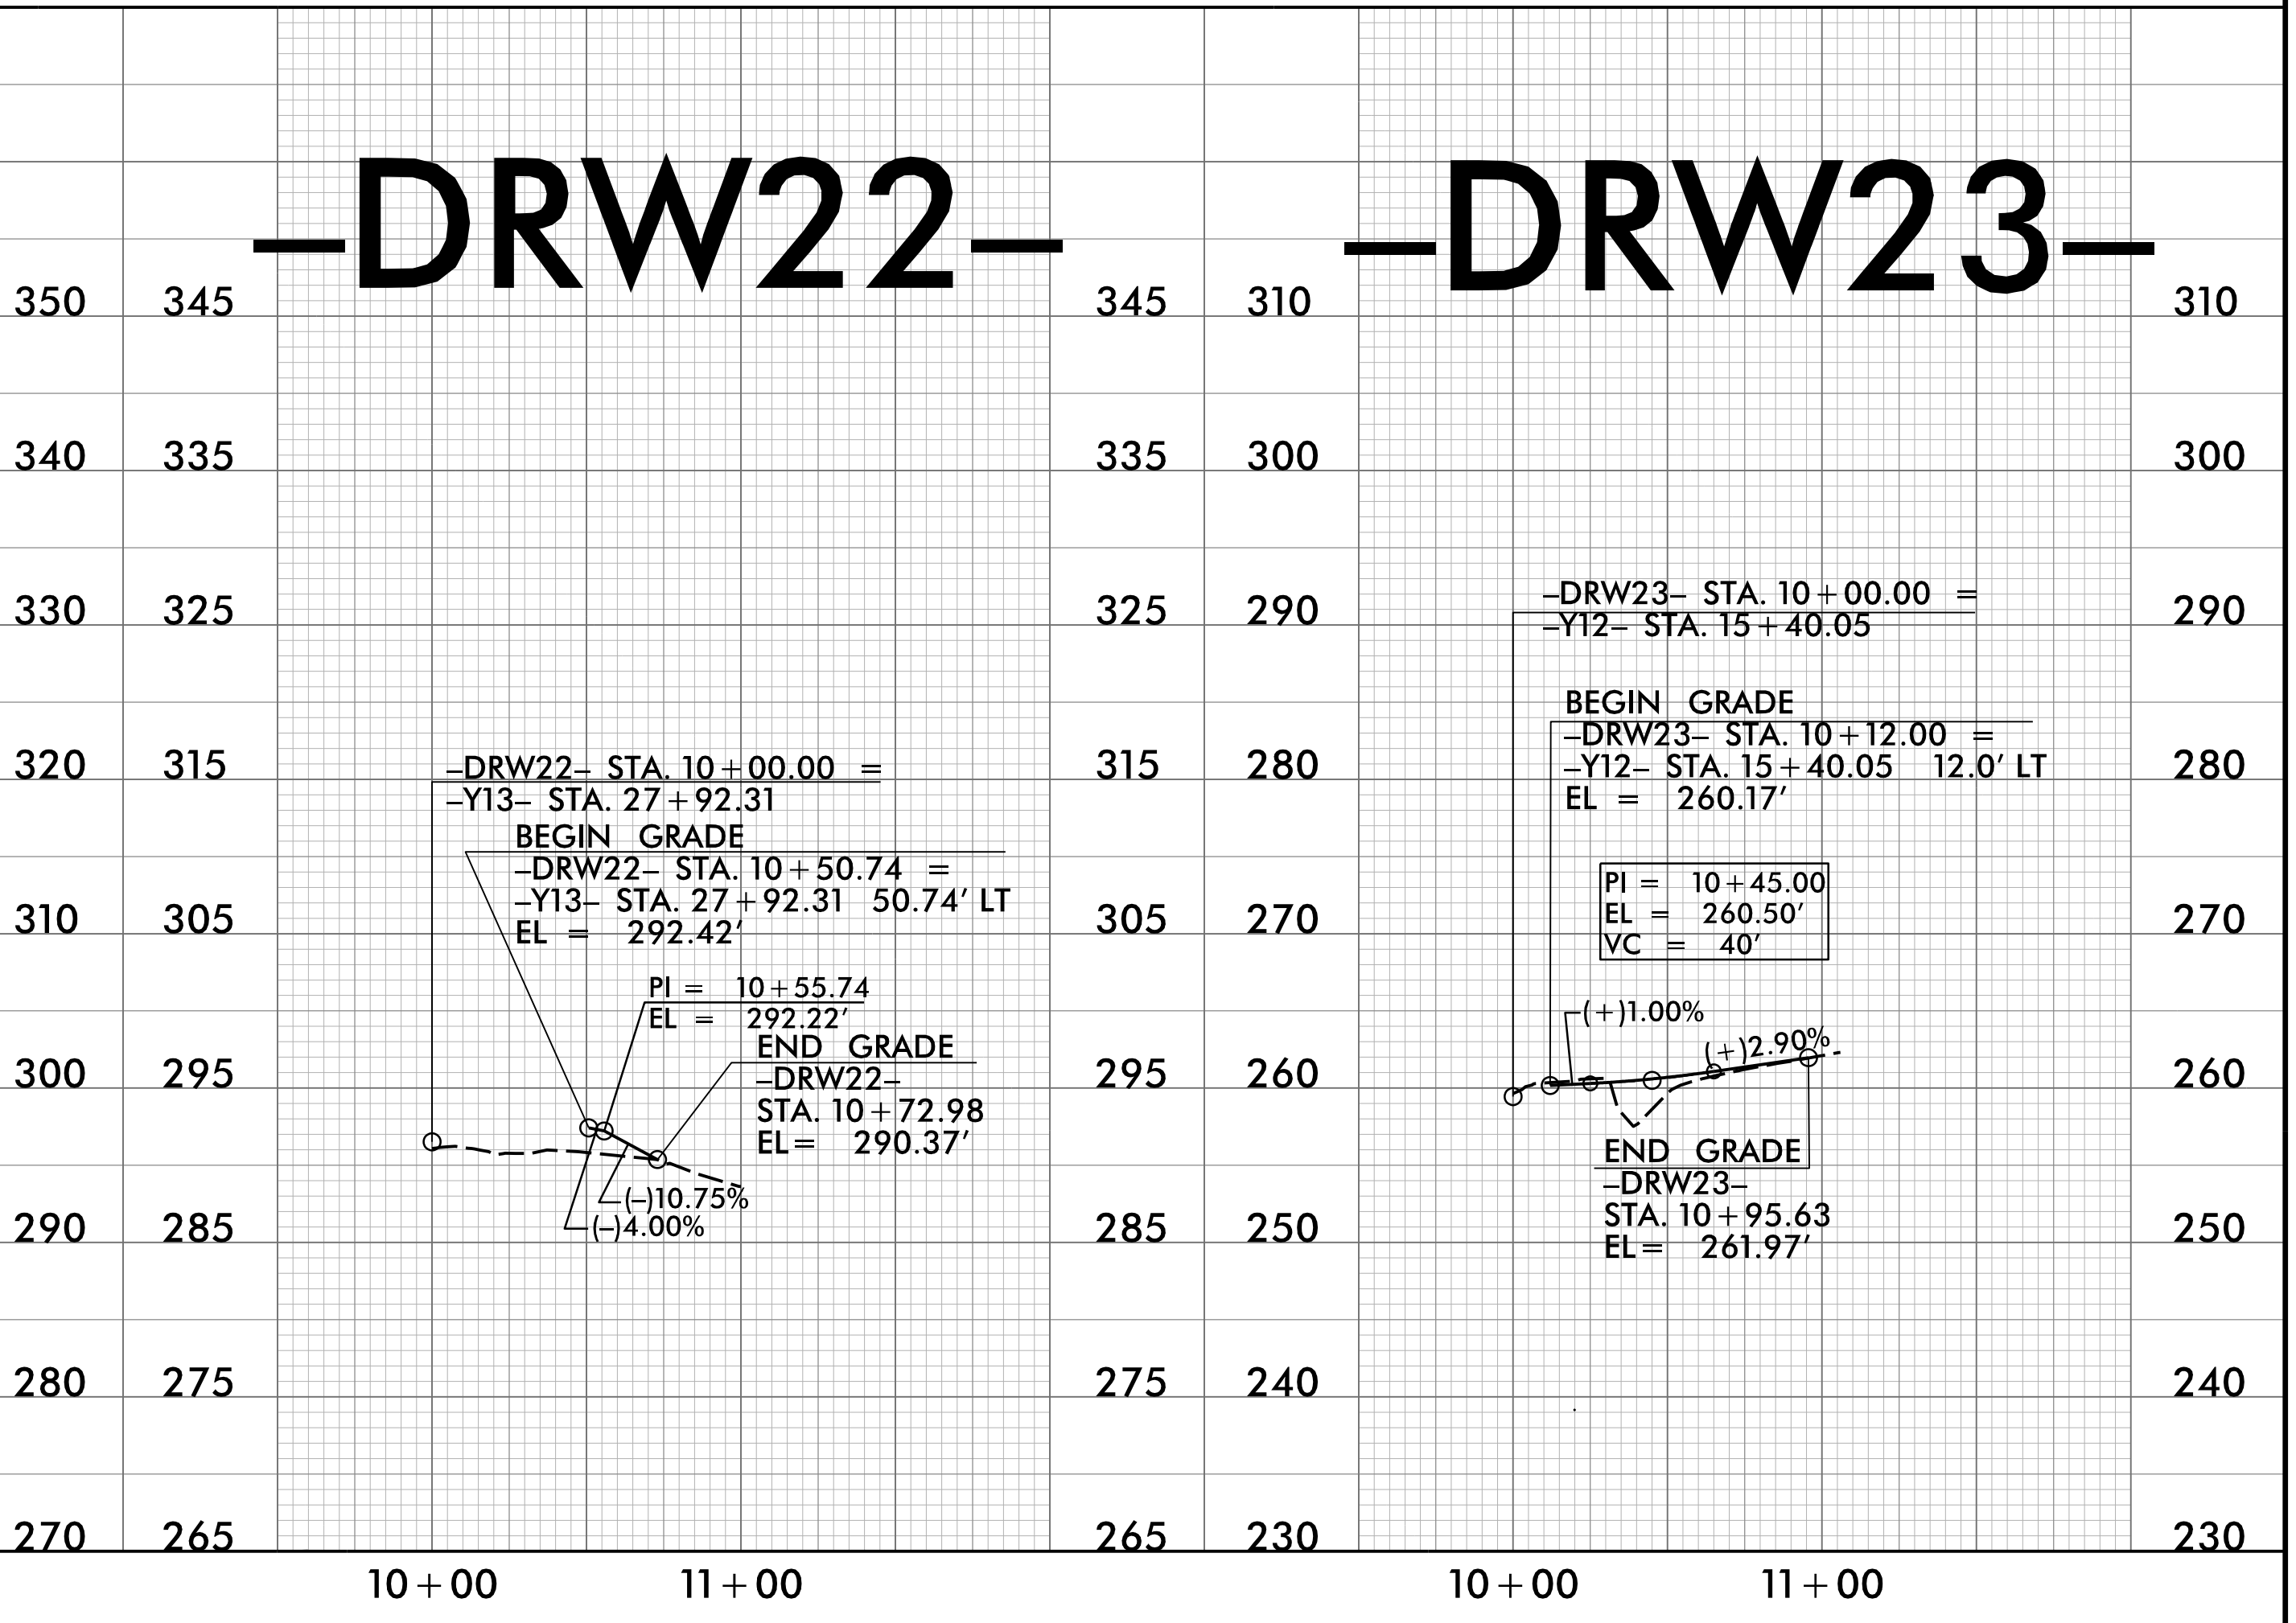 –DRW22–
–DRW23–
350 345 345 310 310
340 335 335 300 300
330 325 325 290 290
320 315 315 280 280
310 305 305 270 270
300 295 295 260 260
290 285 285 250 250
280 275 275 240 240
270 265 265 230 230
–DRW22– STA. 10+00.00 =
–Y13– STA. 27+92.31
BEGIN GRADE
–DRW22– STA. 10+50.74 =
–Y13– STA. 27+92.31 50.74' LT
EL = 292.42'
PI = 10+55.74
EL = 292.22'
END GRADE
–DRW22–
STA. 10+72.98
EL= 290.37'
(–)10.75%
(–)4.00%
10+00 11+00
–DRW23– STA. 10+00.00 =
–Y12– STA. 15+40.05
BEGIN GRADE
–DRW23– STA. 10+12.00 =
–Y12– STA. 15+40.05 12.0' LT
EL = 260.17'
PI = 10+45.00
EL = 260.50'
VC = 40'
(+)1.00%
(+)2.90%
END GRADE
–DRW23–
STA. 10+95.63
EL= 261.97'
10+00 11+00